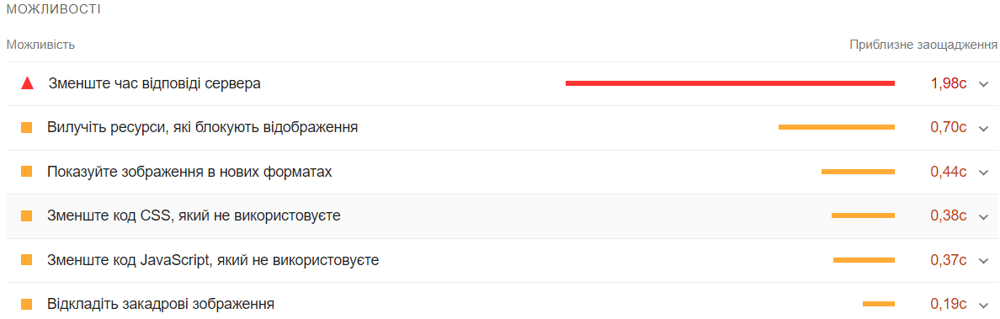 МОЖЛИВОСТІ
Можливість Приблизне заощадження
Зменште час відповіді сервера 1,98с
Вилучіть ресурси, які блокують відображення 0,70с
Показуйте зображення в нових форматах 0,44с
Зменште код CSS, який не використовуєте 0,38с
Зменште код JavaScript, який не використовуєте 0,37с
Відкладіть закадрові зображення 0,19с